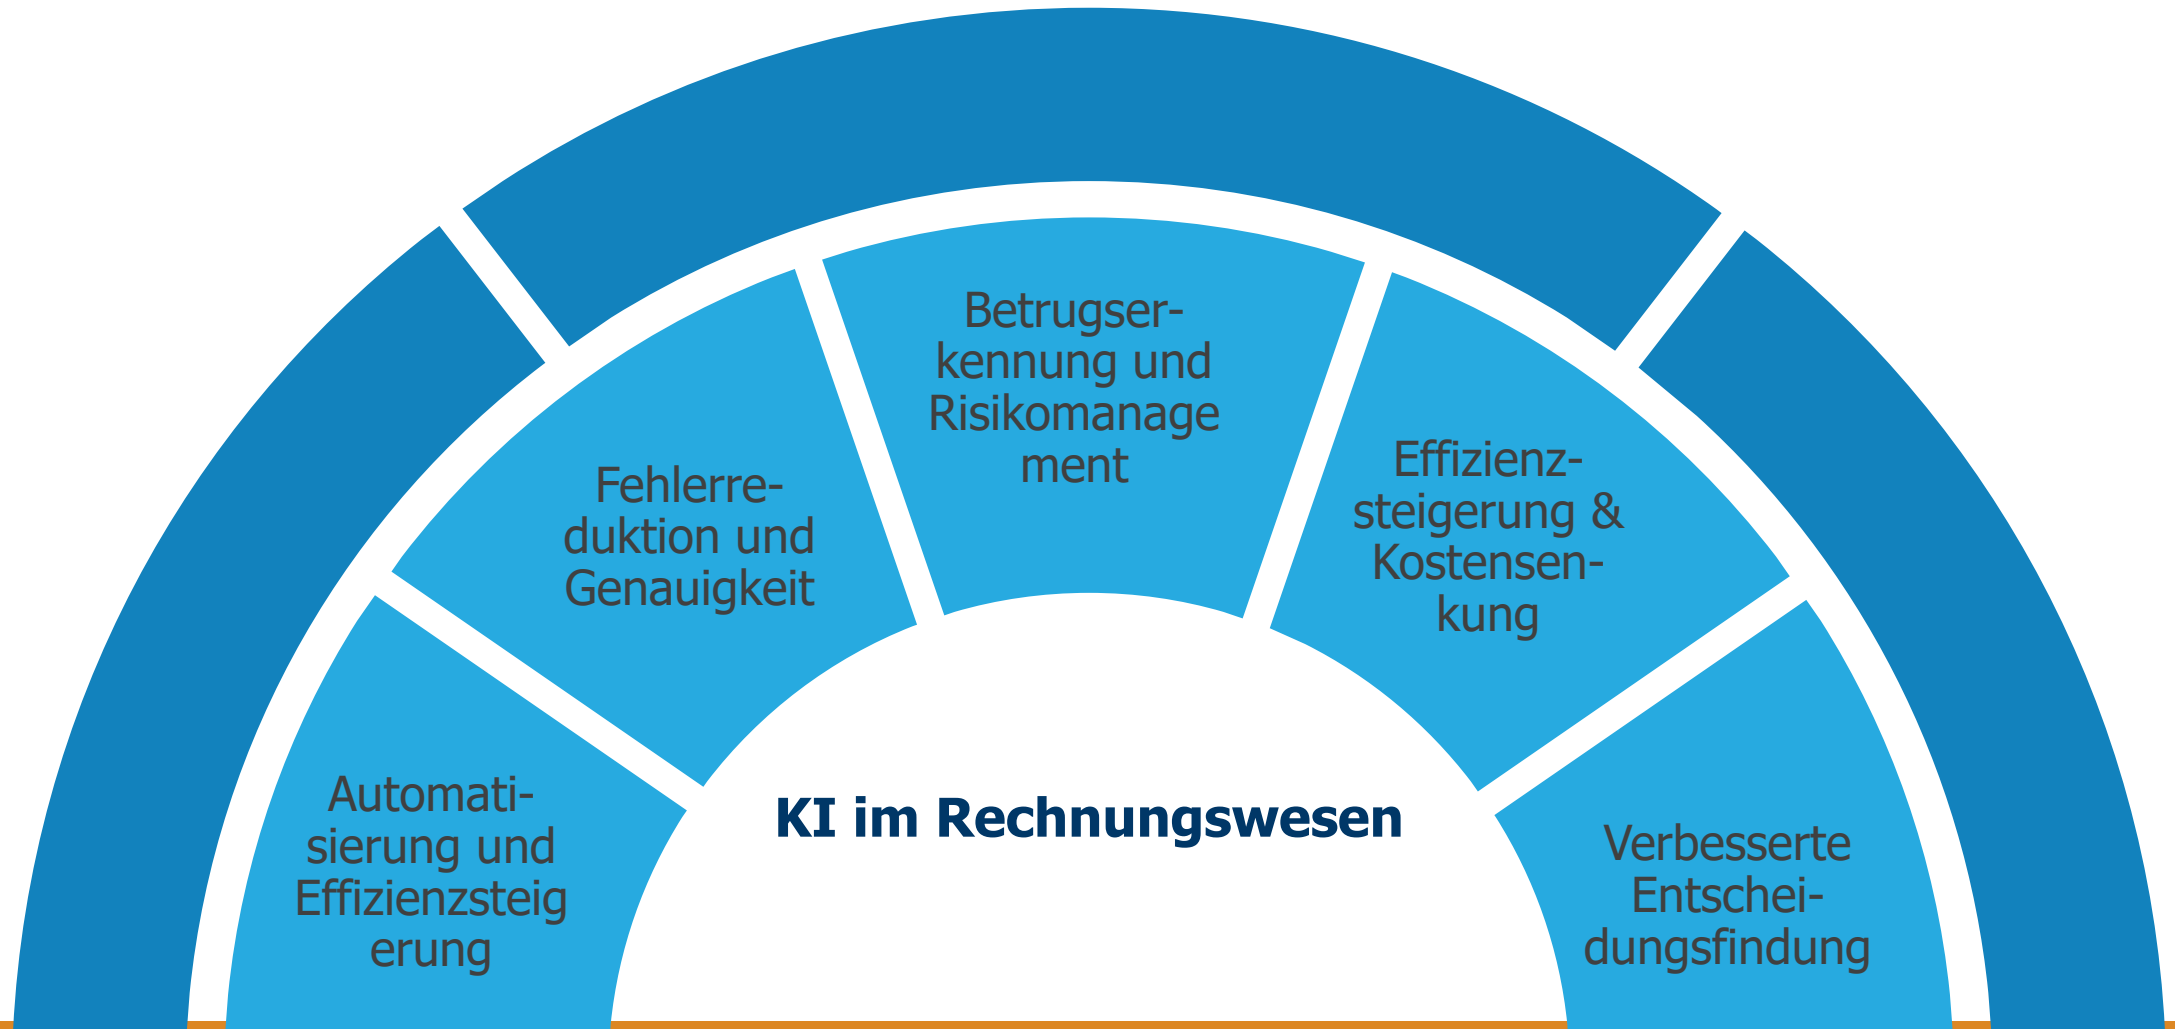 Automati-
sierung und
Effizienzsteig
erung
Fehlerre-
duktion und
Genauigkeit
Betrugser-
kennung und
Risikomanage
ment
Effizienz-
steigerung &
Kostensen-
kung
Verbesserte
Entschei-
dungsfindung
KI im Rechnungswesen